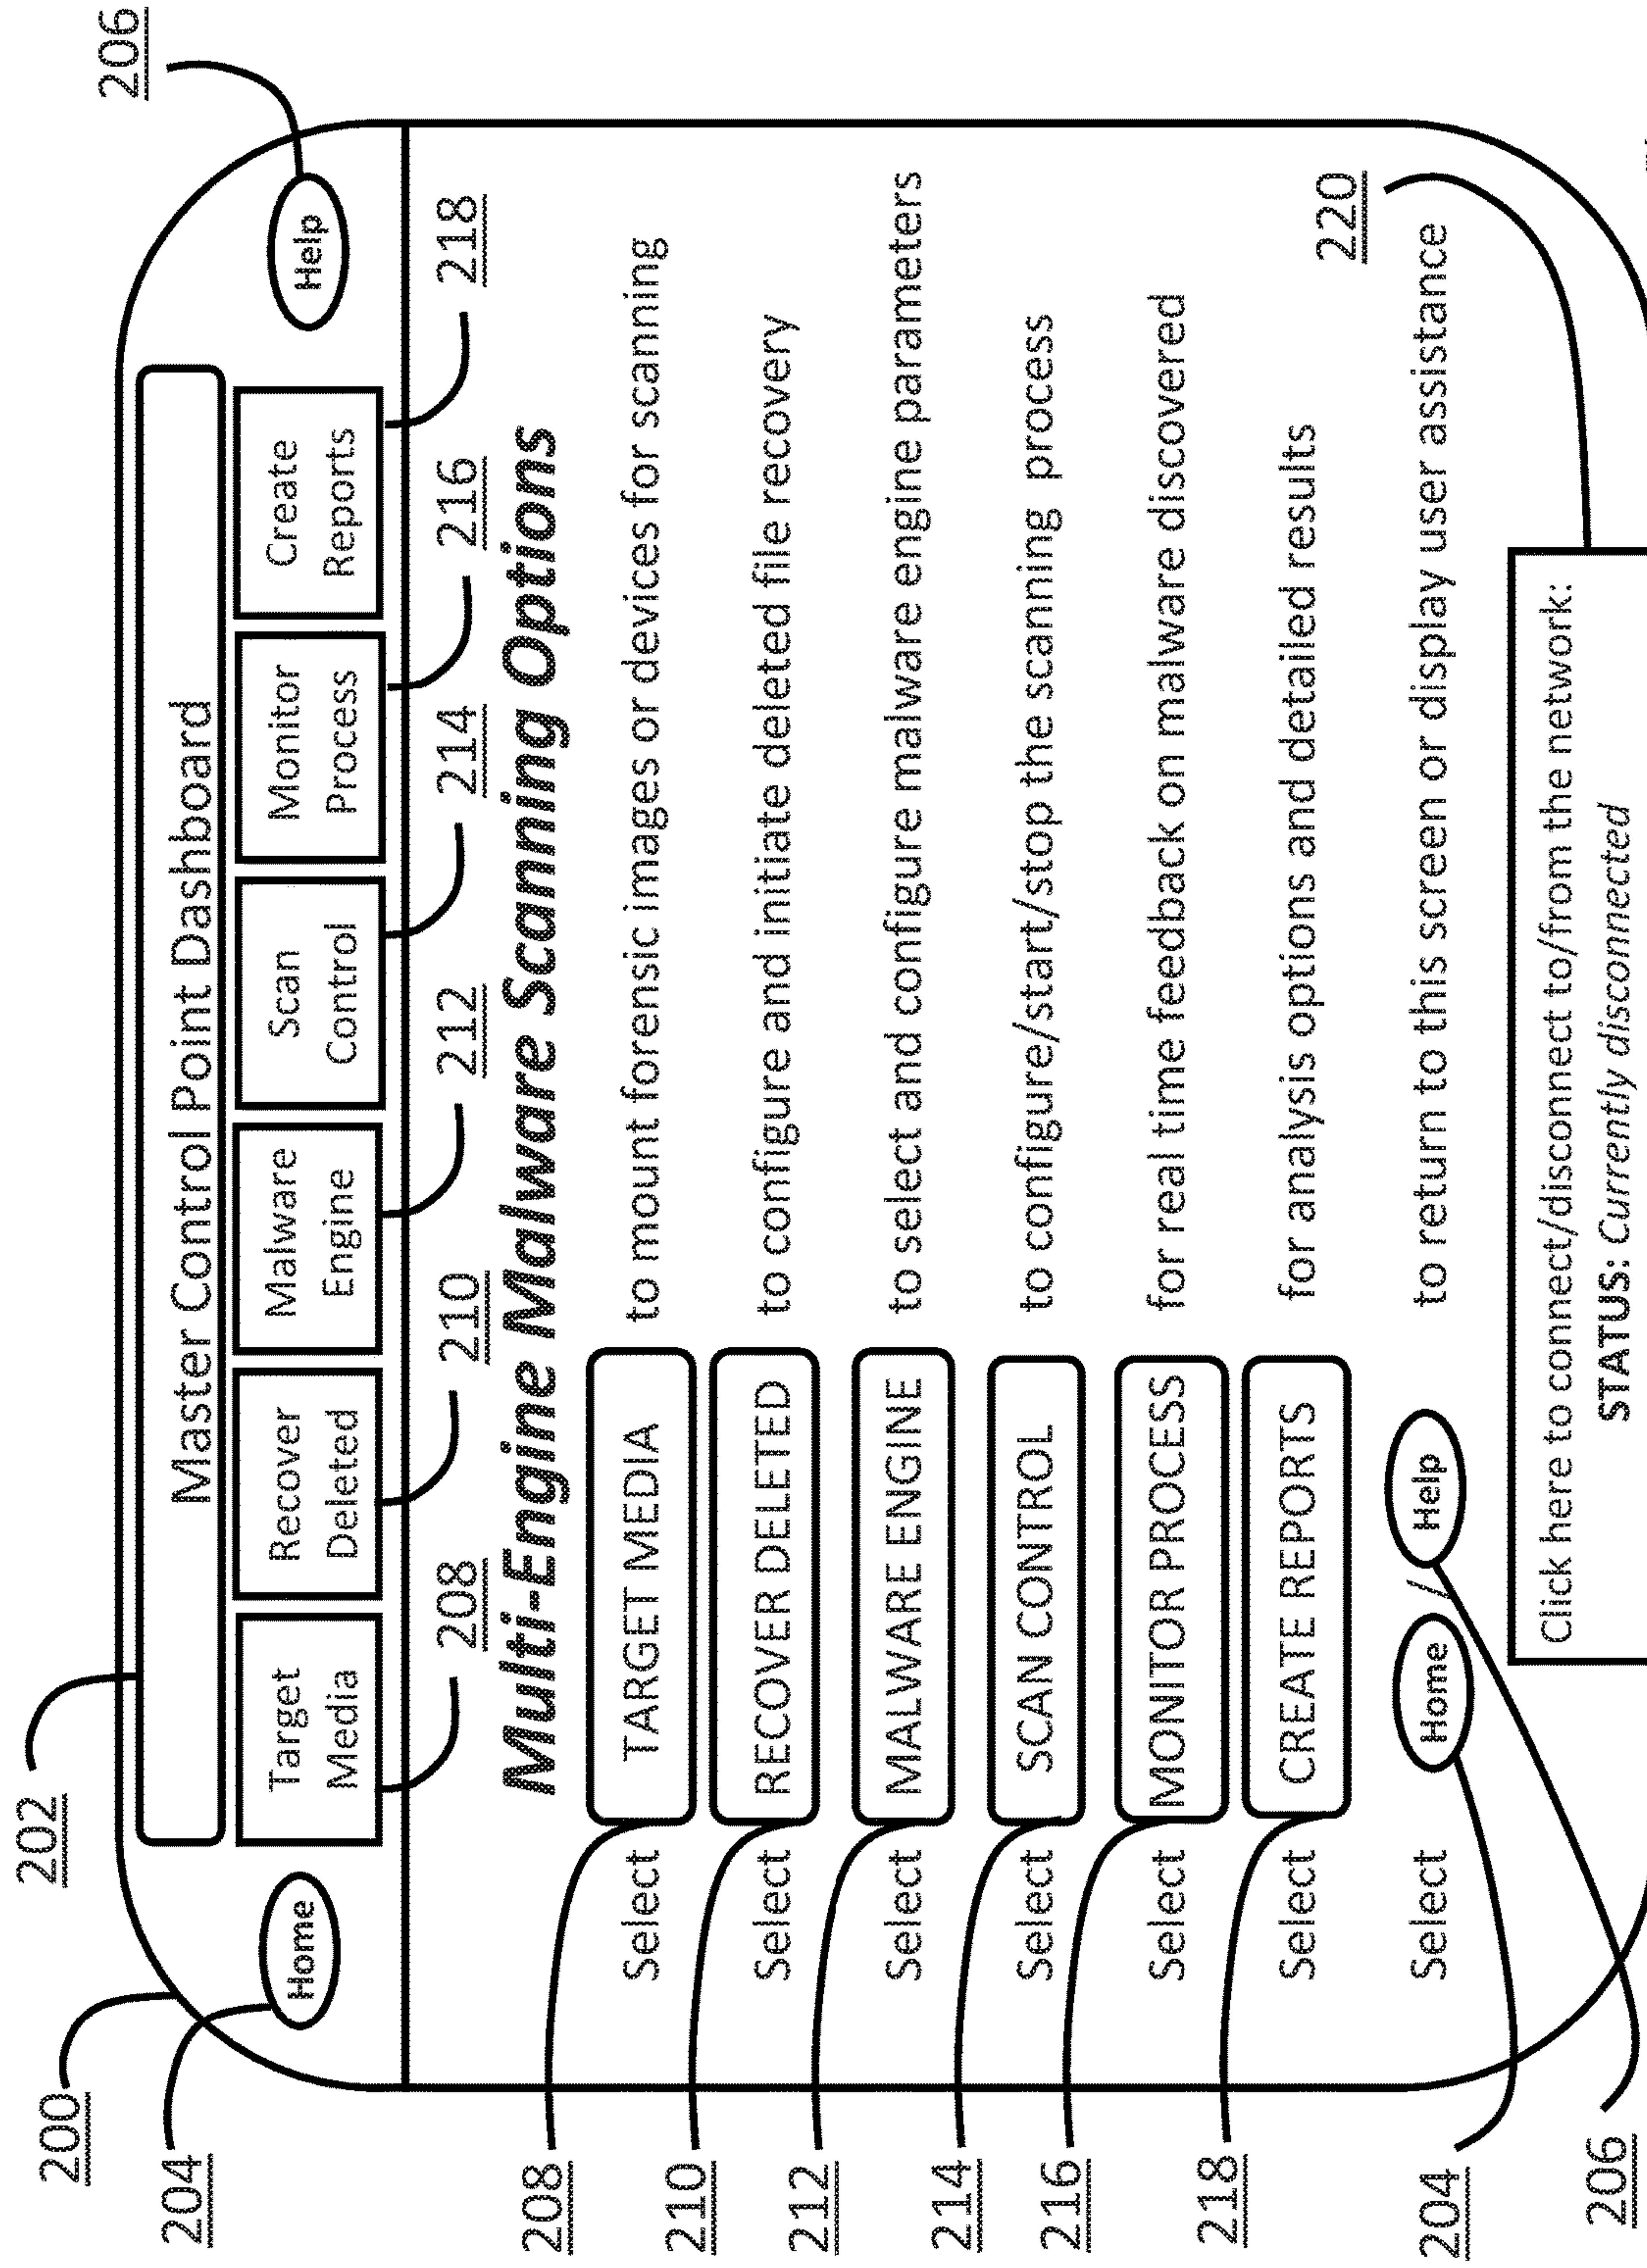 202
200
206
Master Control Point Dashboard
204
Home
Target
Media
Recover
Deleted
Malware
Engine
Scan
Control
Monitor
Process
Create
Reports
Help
208
210
212
214
216
218
Multi-Engine Malware Scanning Options
208
Select TARGET MEDIA to mount forensic images or devices for scanning
210
Select RECOVER DELETED to configure and initiate deleted file recovery
212
Select MALWARE ENGINE to select and configure malware engine parameters
214
Select SCAN CONTROL to configure/start/stop the scanning process
216
Select MONITOR PROCESS for real time feedback on malware discovered
218
Select CREATE REPORTS for analysis options and detailed results
220
204
Select Home / Help to return to this screen or display user assistance
206
Click here to connect/disconnect to/from the network:
STATUS: Currently disconnected